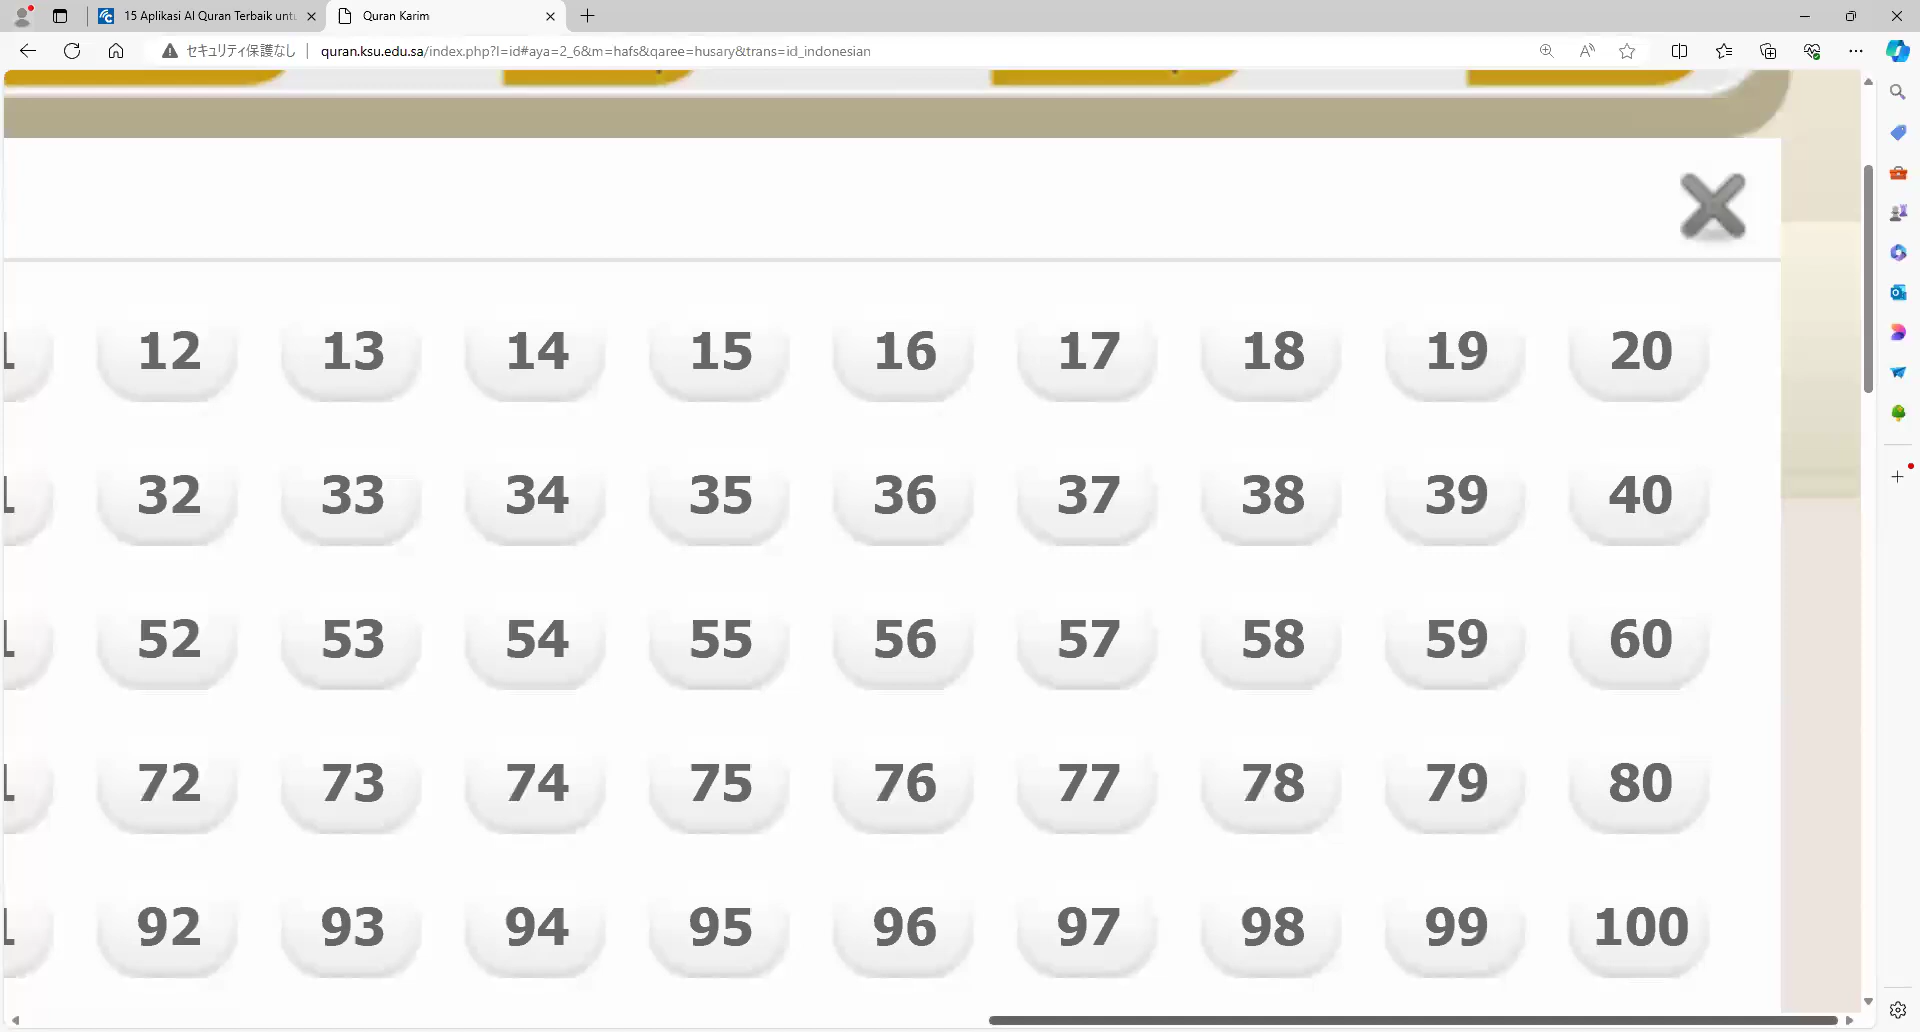 15 Aplikasi Al Quran Terbaik unt
Quran Karim
セキュリティ保護なし
quran.ksu.edu.sa/index.php?l=id#aya=2_6&m=hafs&qaree=husary&trans=id_indonesian
12 13 14 15 16 17 18 19 20
32 33 34 35 36 37 38 39 40
52 53 54 55 56 57 58 59 60
72 73 74 75 76 77 78 79 80
92 93 94 95 96 97 98 99 100